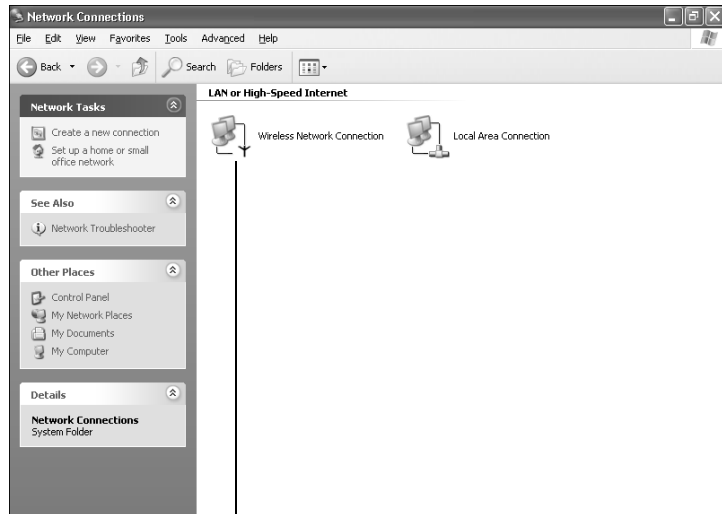 Network Connections
File Edit View Favorites Tools Advanced Help
Back Search Folders
Network Tasks
Create a new connection
Set up a home or small
office network
See Also
Network Troubleshooter
Other Places
Control Panel
My Network Places
My Documents
My Computer
Details
Network Connections
System Folder
LAN or High-Speed Internet
Wireless Network Connection
Local Area Connection